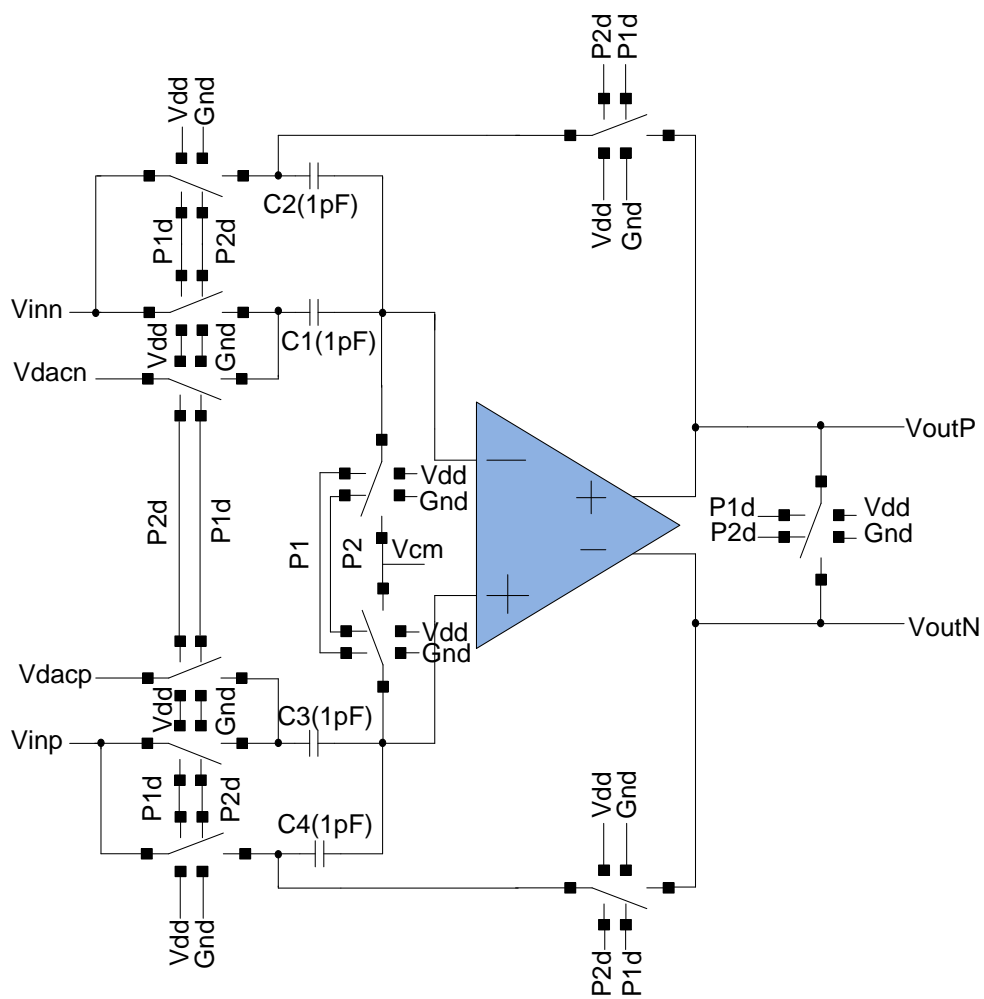 P2d
P1d
Vdd
Gnd
Vdd
Gnd
C2(1pF)
P1d
P2d
Vinn
C1(1pF)
Vdd
Gnd
Vdacn
VoutP
Vdd
Gnd
P2d
P1d
P1
P2
Vcm
P1d
P2d
Vdd
Gnd
Vdd
Gnd
VoutN
Vdacp
Vdd
Gnd
C3(1pF)
Vinp
P1d
P2d
C4(1pF)
Vdd
Gnd
Vdd
Gnd
P2d
P1d